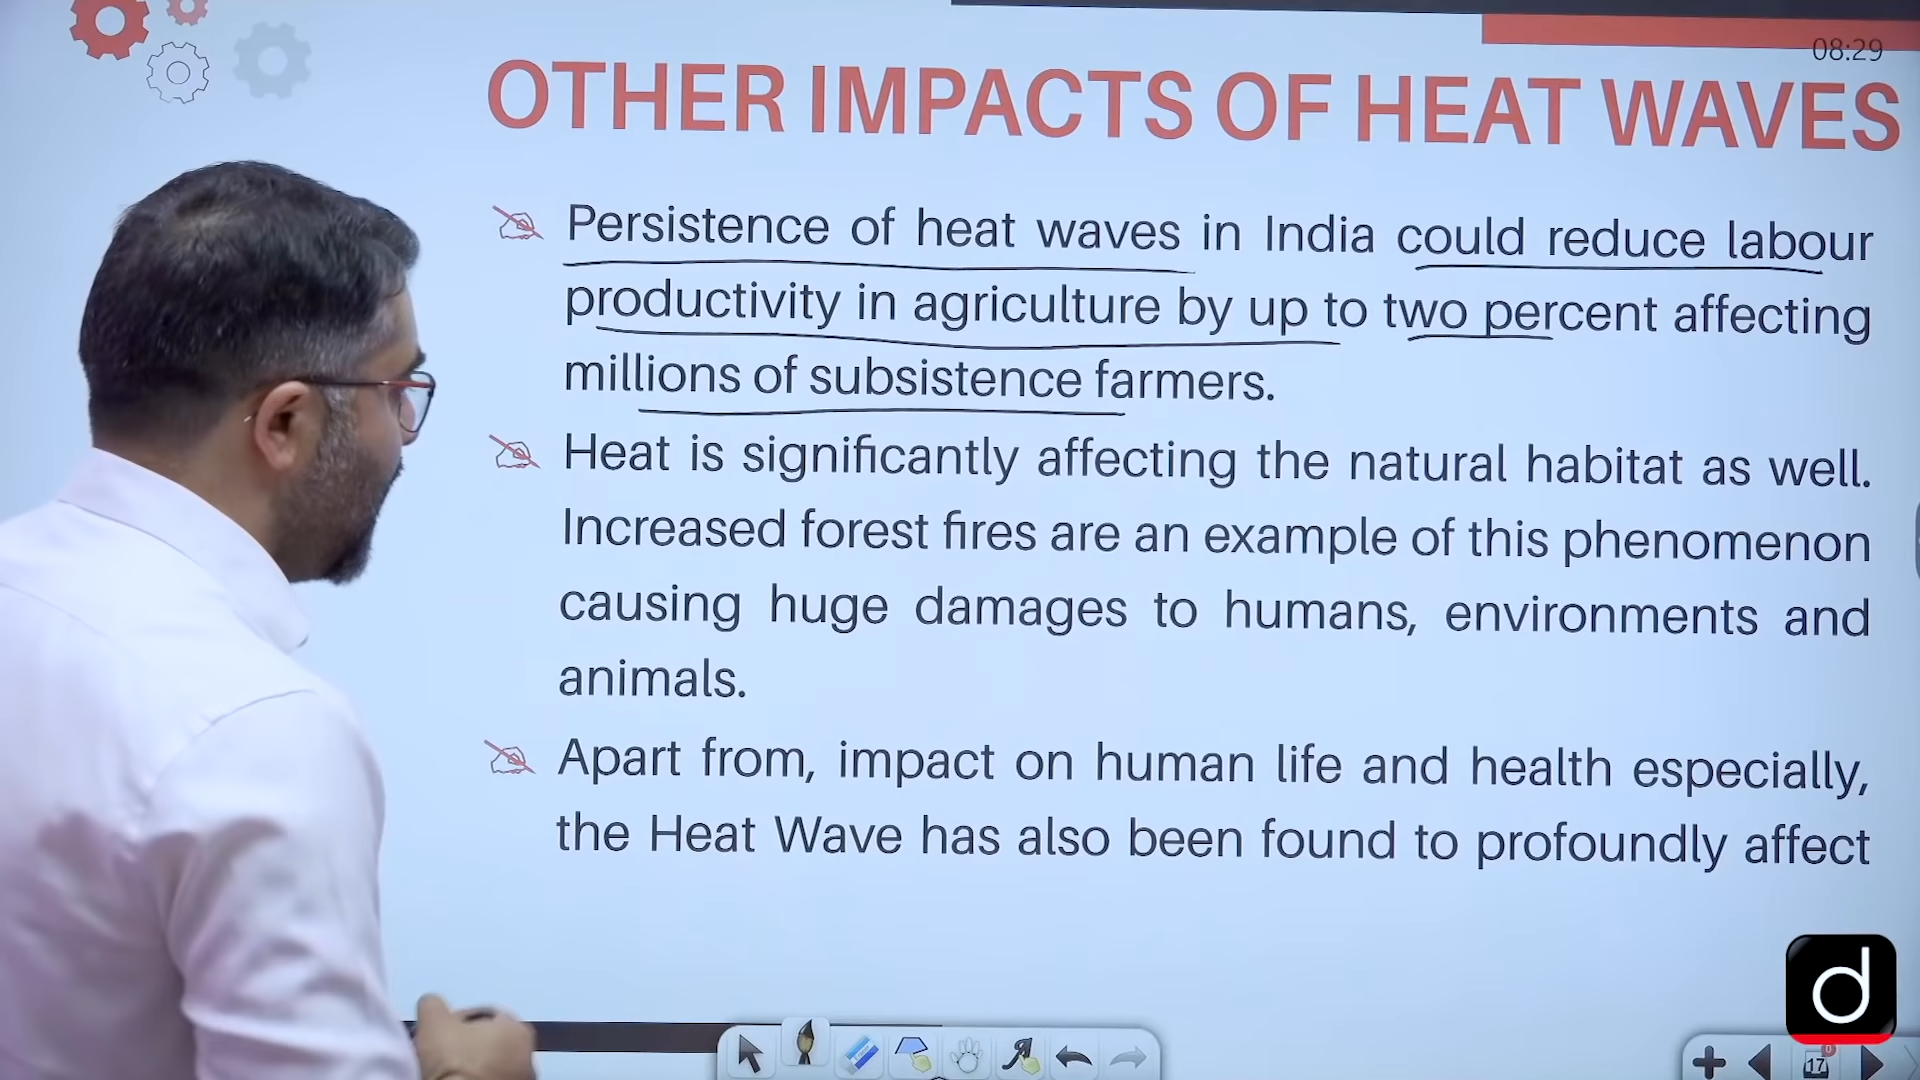 08:29
OTHER IMPACTS OF HEAT WAVES
Persistence of heat waves in India could reduce labour
productivity in agriculture by up to two percent affecting
millions of subsistence farmers.
Heat is significantly affecting the natural habitat as well.
Increased forest fires are an example of this phenomenon
causing huge damages to humans, environments and
animals.
Apart from, impact on human life and health especially,
the Heat Wave has also been found to profoundly affect
d
17
0